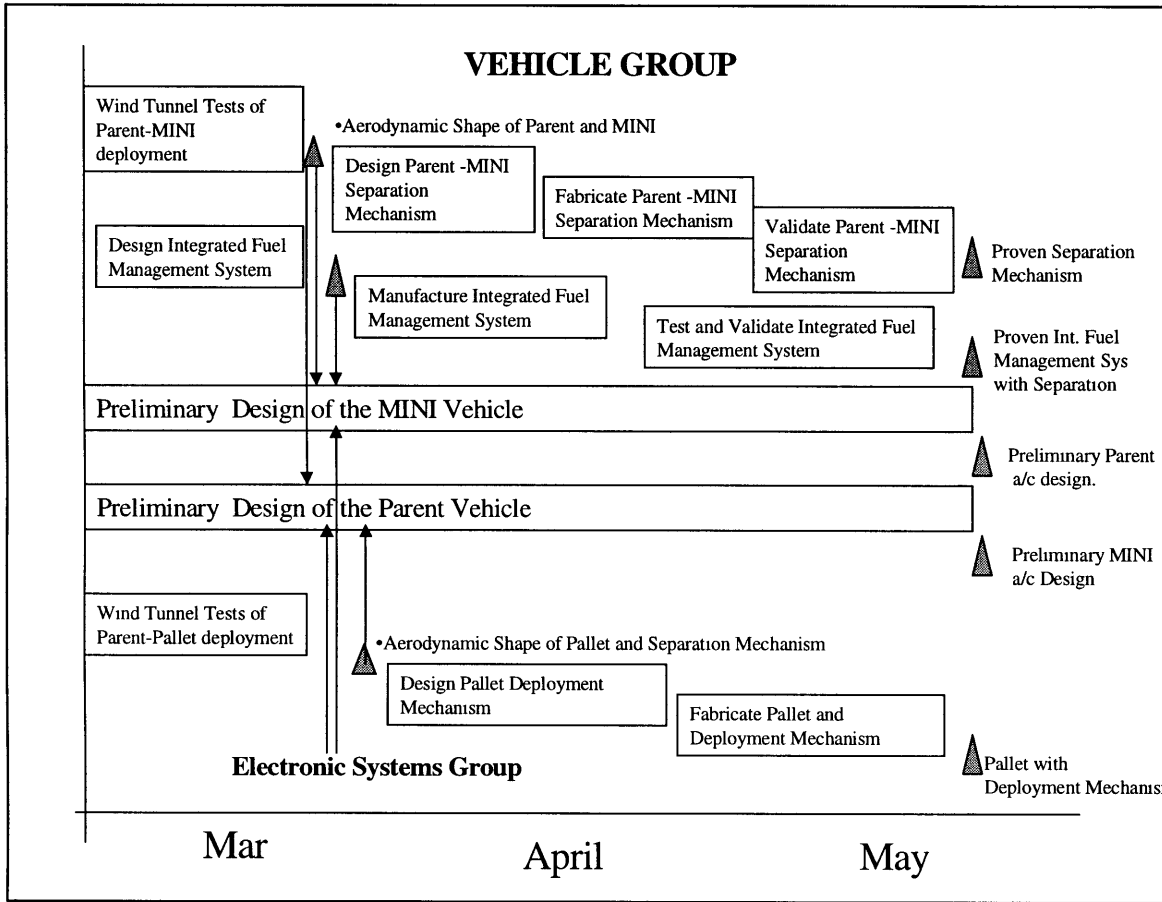 VEHICLE GROUP
Wind Tunnel Tests of
Parent-MINI
deployment
•Aerodynamic Shape of Parent and MINI
Design Parent -MINI
Separation
Mechanism
Fabricate Parent -MINI
Separation Mechanism
Validate Parent -MINI
Separation
Mechanism
Proven Separation
Mechanism
Design Integrated Fuel
Management System
Manufacture Integrated Fuel
Management System
Test and Validate Integrated Fuel
Management System
Proven Int. Fuel
Management Sys
with Separation
Preliminary Design of the MINI Vehicle
Preliminary Parent
a/c design.
Preliminary Design of the Parent Vehicle
Preliminary MINI
a/c Design
Wind Tunnel Tests of
Parent-Pallet deployment
•Aerodynamic Shape of Pallet and Separation Mechanism
Design Pallet Deployment
Mechanism
Fabricate Pallet and
Deployment Mechanism
Pallet with
Deployment Mechanis
Electronic Systems Group
Mar
April
May